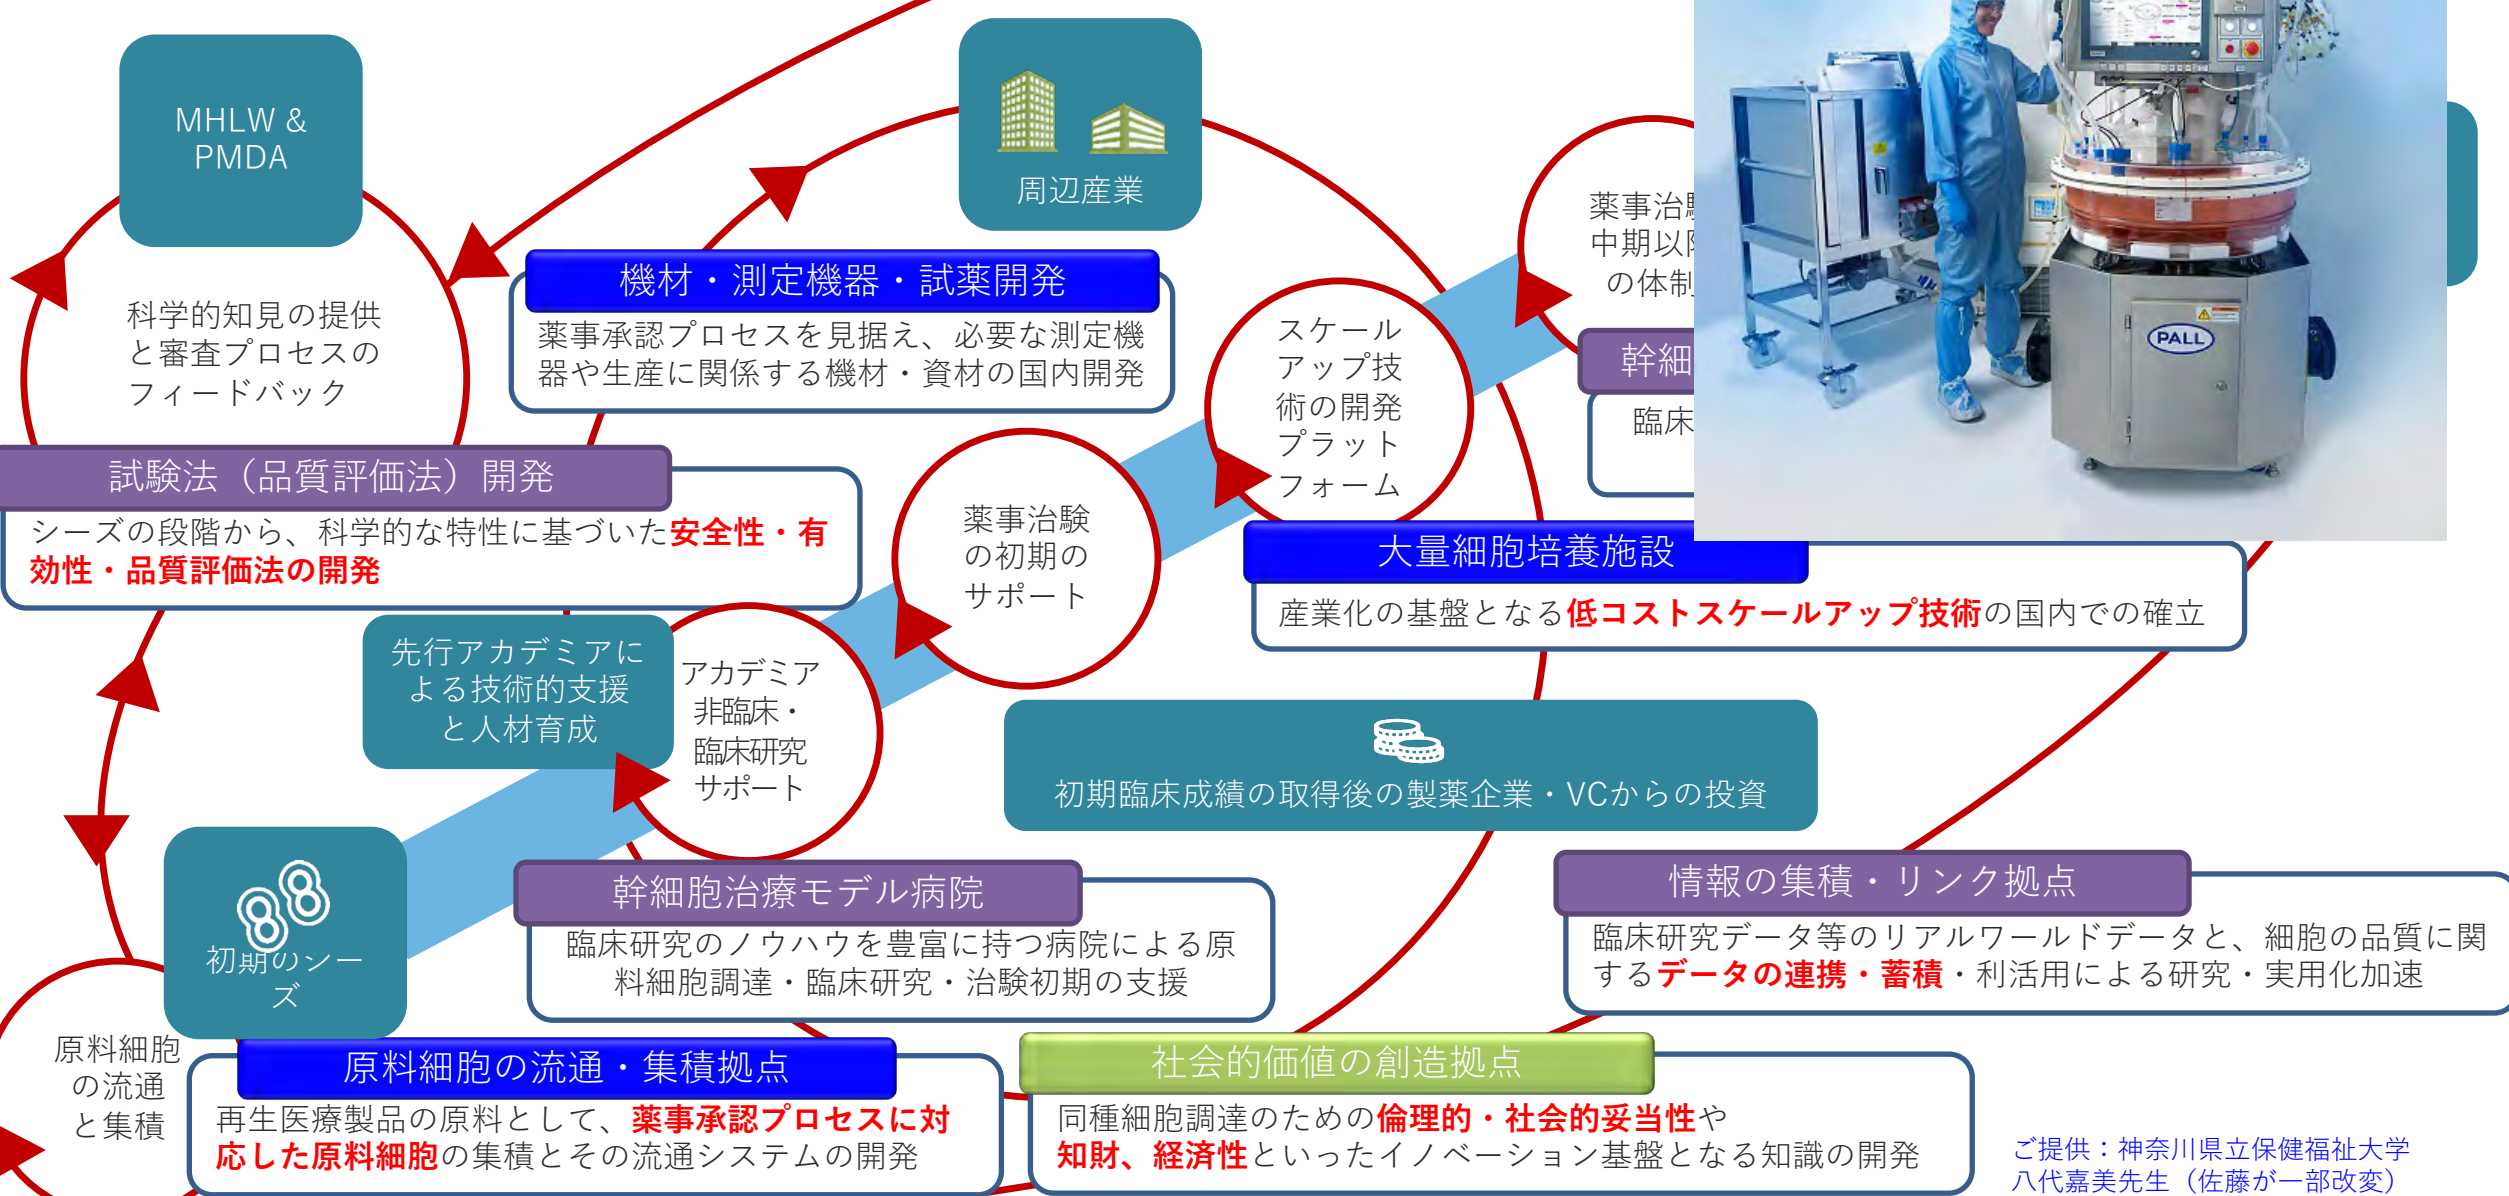 MHLW &
PMDA
周辺産業
科学的知見の提供
と審査プロセスの
フィードバック
機材・測定機器・試薬開発
薬事承認プロセスを見据え、必要な測定機
器や生産に関係する機材・資材の国内開発
スケール
アップ技
術の開発
プラット
フォーム
薬事治験
中期以降
の体制
幹細
臨床
PALL
試験法（品質評価法）開発
シーズの段階から、科学的な特性に基づいた安全性・有
効性・品質評価法の開発
薬事治験
の初期の
サポート
大量細胞培養施設
産業化の基盤となる低コストスケールアップ技術の国内での確立
先行アカデミアに
よる技術的支援
と人材育成
アカデミア
非臨床・
臨床研究
サポート
初期臨床成績の取得後の製薬企業・VCからの投資
初期のシー
ズ
幹細胞治療モデル病院
臨床研究のノウハウを豊富に持つ病院による原
料細胞調達・臨床研究・治験初期の支援
情報の集積・リンク拠点
臨床研究データ等のリアルワールドデータと、細胞の品質に関
するデータの連携・蓄積・利活用による研究・実用化加速
原料細胞
の流通
と集積
原料細胞の流通・集積拠点
再生医療製品の原料として、薬事承認プロセスに対
応した原料細胞の集積とその流通システムの開発
社会的価値の創造拠点
同種細胞調達のための倫理的・社会的妥当性や
知財、経済性といったイノベーション基盤となる知識の開発
ご提供：神奈川県立保健福祉大学
八代嘉美先生（佐藤が一部改変）